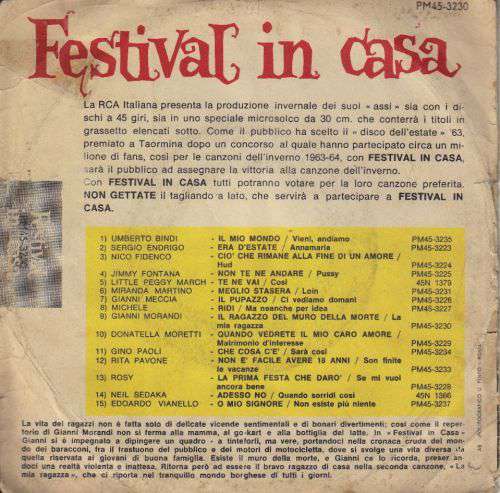 PM45-3230
Festival in casa
La RCA Italiana presenta la produzione invernale dei suoi « assi » sia con i di-
schi a 45 giri, sia in uno speciale microsolco da 30 cm. che conterrà i titoli in
grassetto elencati sotto. Come il pubblico ha scelto il « disco dell'estate » '63,
premiato a Taormina dopo un concorso al quale hanno partecipato circa un mi-
lione di fans, così per le canzoni dell'inverno 1963-64, con FESTIVAL IN CASA,
sarà il pubblico ad assegnare la vittoria alla canzone dell'inverno.
Con FESTIVAL IN CASA tutti potranno votare per la loro canzone preferita.
NON GETTATE il tagliando a lato, che servirà a partecipare a FESTIVAL IN
CASA.
1) UMBERTO BINDI - IL MIO MONDO / Vieni, andiamo PM45-3235
2) SERGIO ENDRIGO - ERA D'ESTATE / Annamaria PM45-3223
3) NICO FIDENCO - CIO' CHE RIMANE ALLA FINE DI UN AMORE /
Hud PM45-3224
4) JIMMY FONTANA - NON TE NE ANDARE / Pussy PM45-3225
5) LITTLE PEGGY MARCH - TE NE VAI / Così 45N 1379
6) MIRANDA MARTINO - MEGLIO STASERA / Loin PM45-3231
7) GIANNI MECCIA - IL PUPAZZO / Ci vediamo domani PM45-3226
8) MICHELE - RIDI / Ma neanche per idea PM45-3227
9) GIANNI MORANDI - IL RAGAZZO DEL MURO DELLA MORTE / La
mia ragazza PM45-3230
10) DONATELLA MORETTI - QUANDO VEDRETE IL MIO CARO AMORE /
Matrimonio d'interesse PM45-3229
11) GINO PAOLI - CHE COSA C'E' / Sarà così PM45-3234
12) RITA PAVONE - NON E' FACILE AVERE 18 ANNI / Son finite
le vacanze PM45-3233
13) ROSY - LA PRIMA FESTA CHE DARO' / Se mi vuoi
ancora bene PM45-3228
14) NEIL SEDAKA - ADESSO NO / Quando sorridi così 45N 1366
15) EDOARDO VIANELLO - O MIO SIGNORE / Non esiste più niente PM45-3237
La vita dei ragazzi non è fatta solo di delicate vicende sentimentali e di bonari divertimenti; così come il reper-
torio di Gianni Morandi non si ferma alla mamma, al go-kart e alla bottiglia del latte. In « Festival in Casa »
Gianni si è impegnato a dipingere un quadro - a tinteforli, ma vere, portandoci nella cronaca cruda del mon-
do dei baracconi, fra il frastuono del pubblico e dei motori di motocicletta, dove si svolge una vita diversa da
quella riservata ai giovani di buona famiglia. Esiste il muro della morte, e Gianni ce lo ricorda, presentan-
doci una realtà violenta e inattesa. Ritorna però ad essere il bravo ragazzo di casa nella seconda canzone, « La
mia ragazza », che ci riporta nel tranquillo mondo borghese di tutti i giorni.